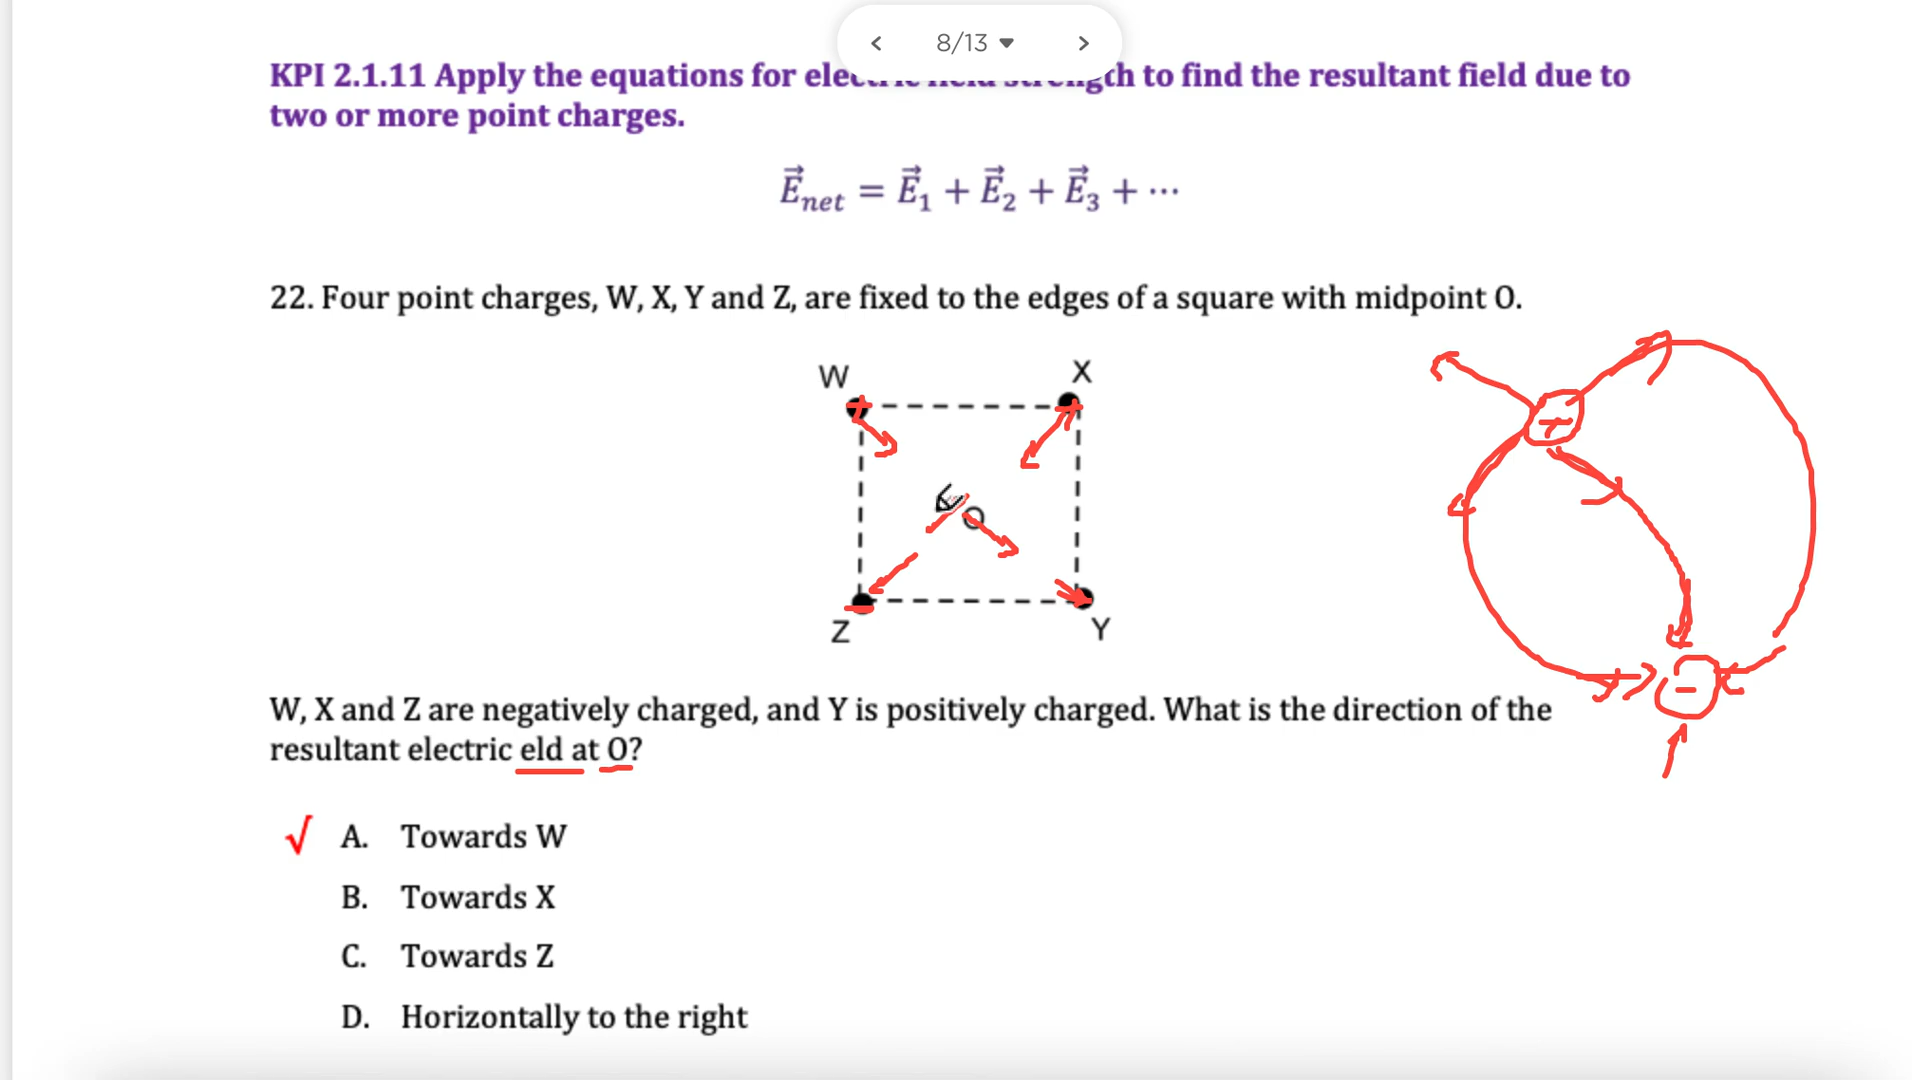 8/13
KPI 2.1.11 Apply the equations for electric field strength to find the resultant field due to
two or more point charges.
E⃗net = E⃗1 + E⃗2 + E⃗3 + ⋯
22. Four point charges, W, X, Y and Z, are fixed to the edges of a square with midpoint O.
W X
O
Z Y
+
−
W, X and Z are negatively charged, and Y is positively charged. What is the direction of the
resultant electric eld at O?
√ A. Towards W
B. Towards X
C. Towards Z
D. Horizontally to the right